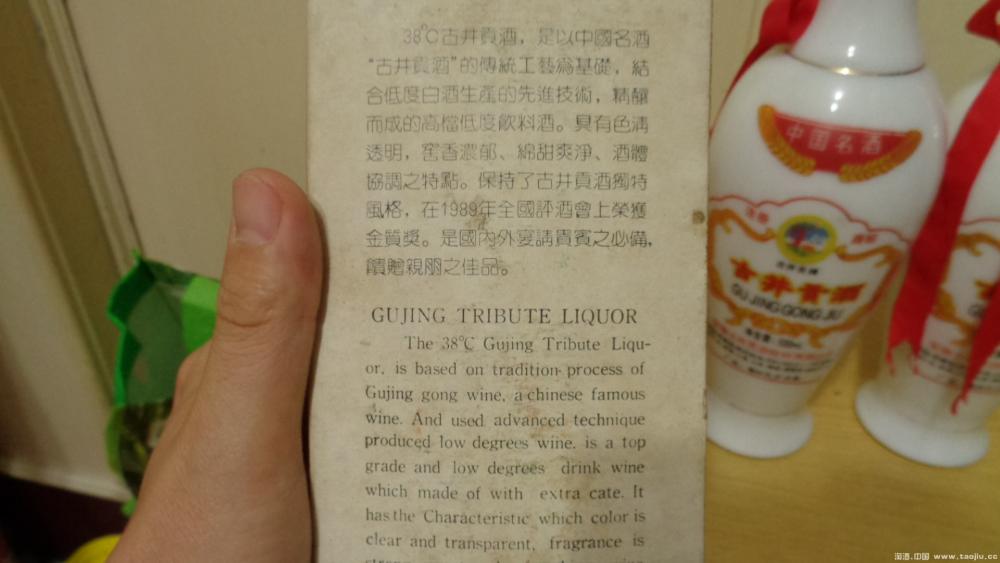 38℃古井貢酒，是以中國名酒
“古井貢酒”的傳統工藝爲基礎，結
合低度白酒生產的先進技術，精釀
而成的高檔低度飲料酒。具有色淸
透明，窖香濃郁、綿甜爽淨、酒體
協調之特點。保持了古井貢酒獨特
風格，在1989年全國評酒會上榮獲
金質獎。是國內外宴請貴賓之必備，
饋贈親朋之佳品。
GUJING TRIBUTE LIQUOR
The 38℃ Gujing Tribute Liqu-
or, is based on tradition process of
Gujing gong wine, a chinese famous
wine. And used advanced technique
produced low degrees wine. is a top
grade and low degrees drink wine
which made of with extra cate. It
has the Characteristic which color is
clear and transparent, fragrance is
中国名酒
古井贡酒
GUJINGGONGJIU
淘酒.中国 www.taojiu.cc